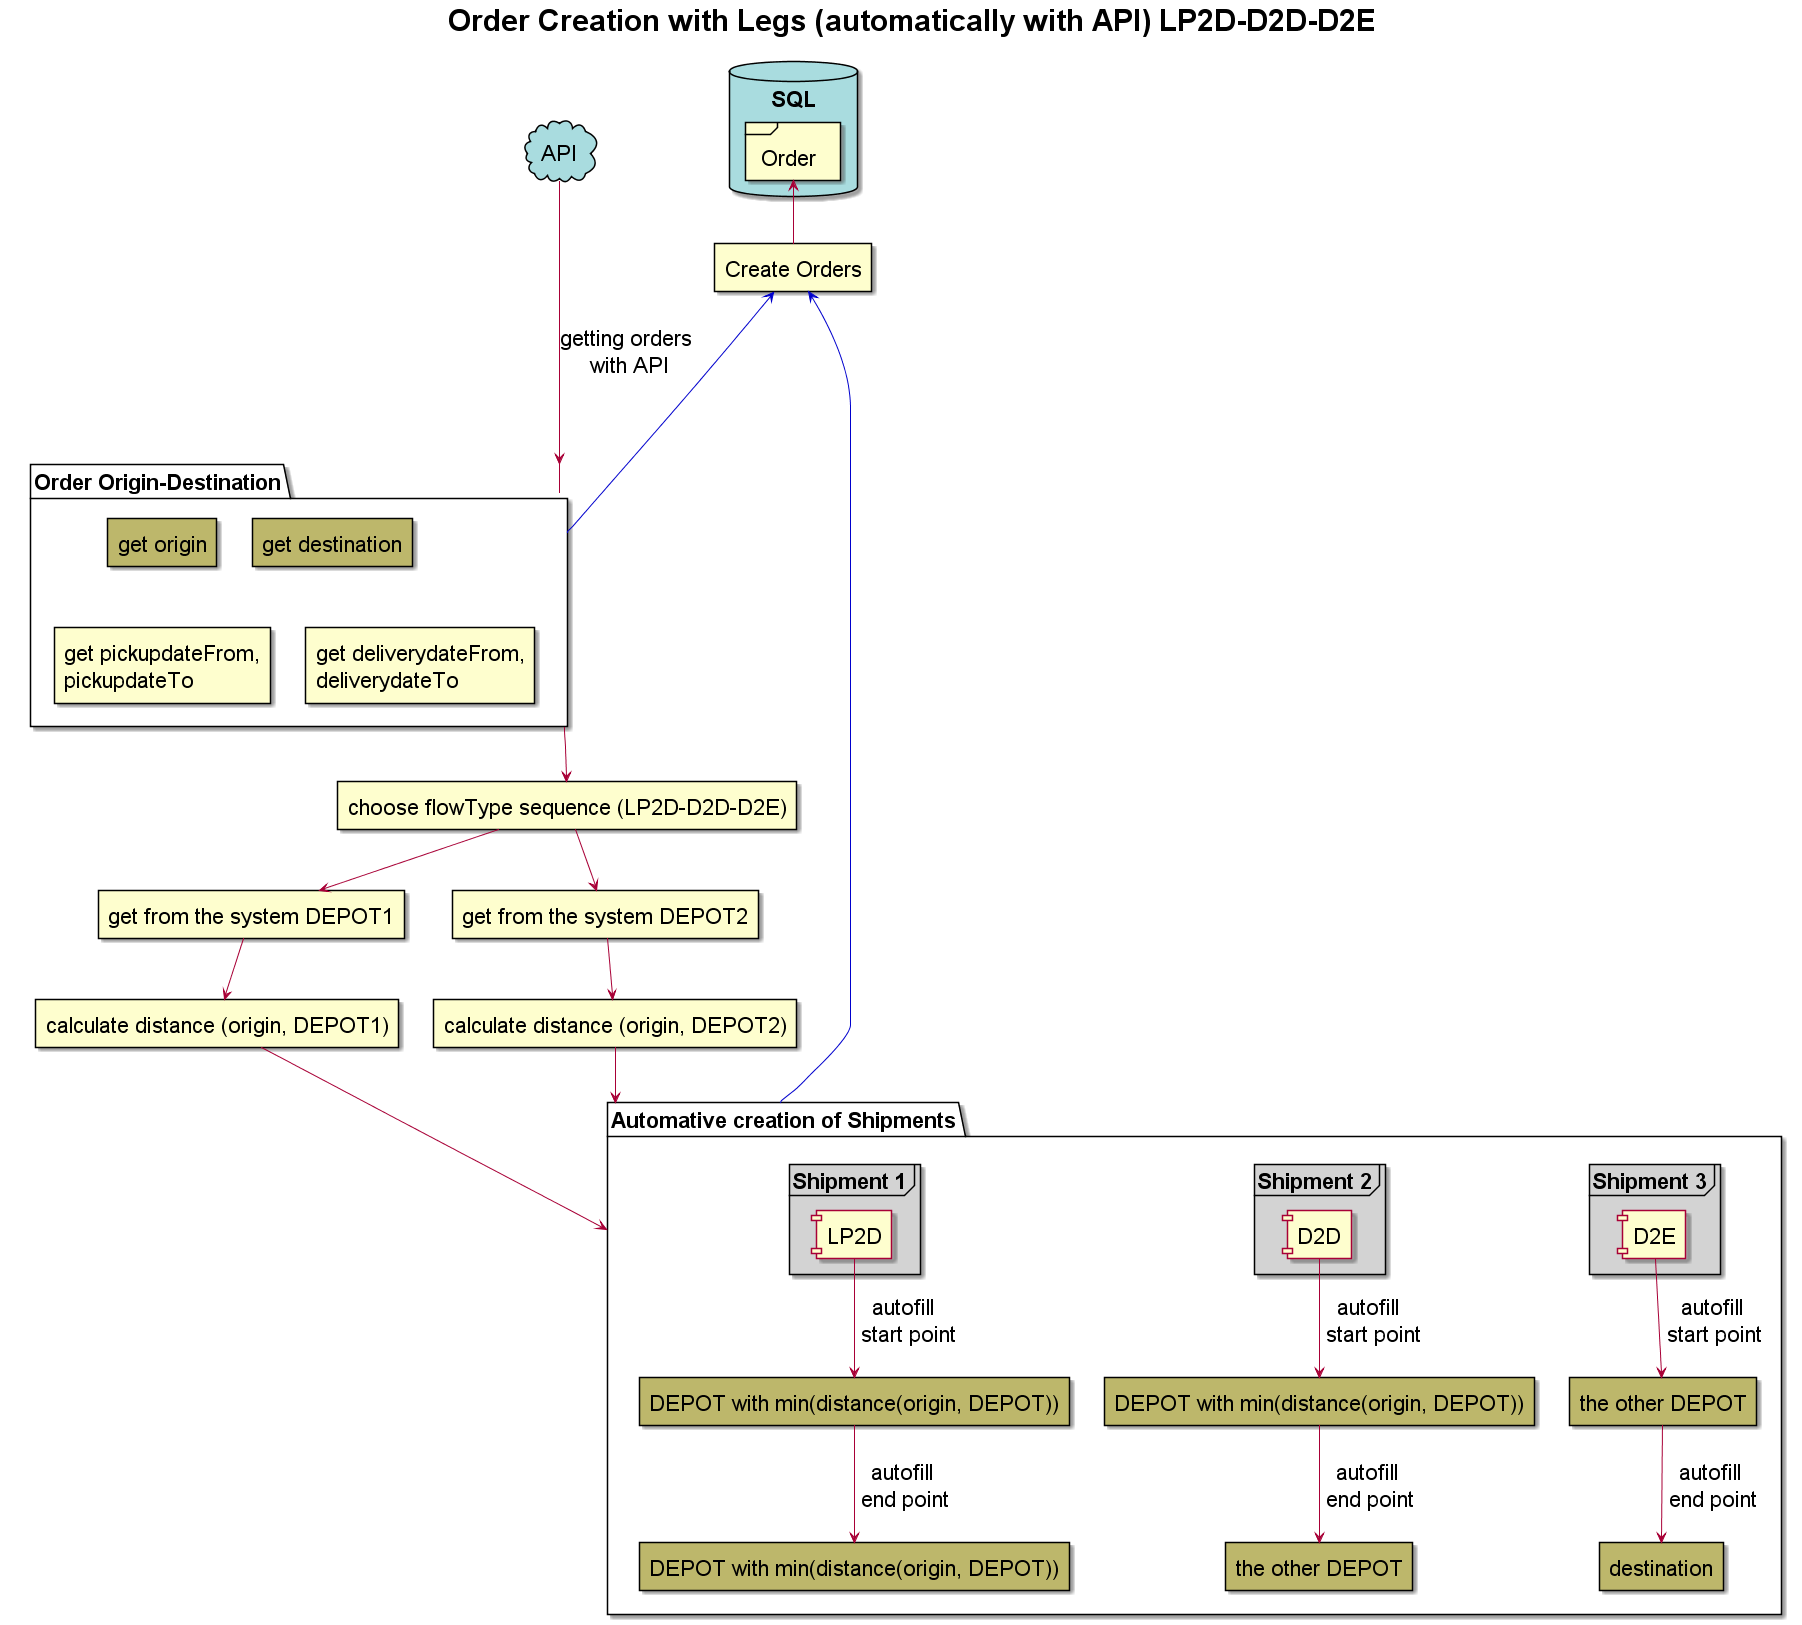 Order Creation with Legs (automatically with API) LP2D-D2D-D2E
SQL
Order
API
Create Orders
getting orders
with API
Order Origin-Destination
get origin
get destination
get pickupdateFrom,
pickupdateTo
get deliverydateFrom,
deliverydateTo
choose flowType sequence (LP2D-D2D-D2E)
get from the system DEPOT1
get from the system DEPOT2
calculate distance (origin, DEPOT1)
calculate distance (origin, DEPOT2)
Automative creation of Shipments
Shipment 1
LP2D
autofill
start point
DEPOT with min(distance(origin, DEPOT))
autofill
end point
DEPOT with min(distance(origin, DEPOT))
Shipment 2
D2D
autofill
start point
DEPOT with min(distance(origin, DEPOT))
autofill
end point
the other DEPOT
Shipment 3
D2E
autofill
start point
the other DEPOT
autofill
end point
destination